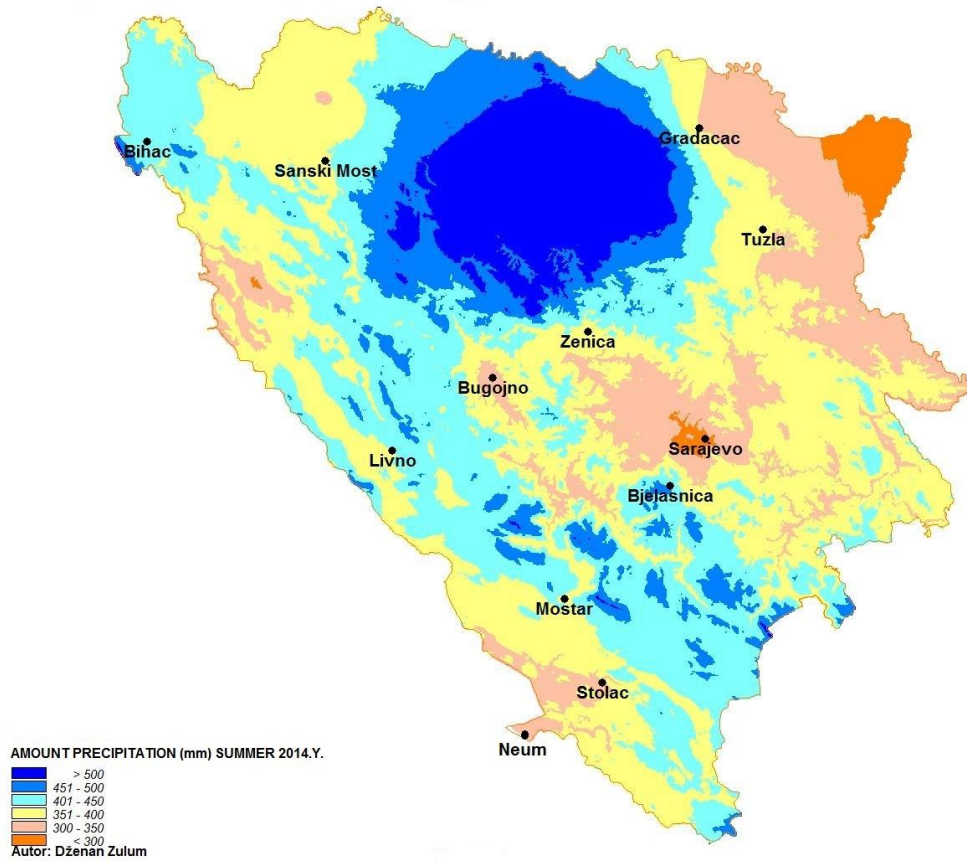 Gradacac
Bihac
Sanski Most
Tuzla
Zenica
Bugojno
Sarajevo
Livno
Bjelasnica
Mostar
Stolac
Neum
AMOUNT PRECIPITATION (mm) SUMMER 2014.Y.
> 500
451 - 500
401 - 450
351 - 400
300 - 350
< 300
Autor: Dženan Zulum